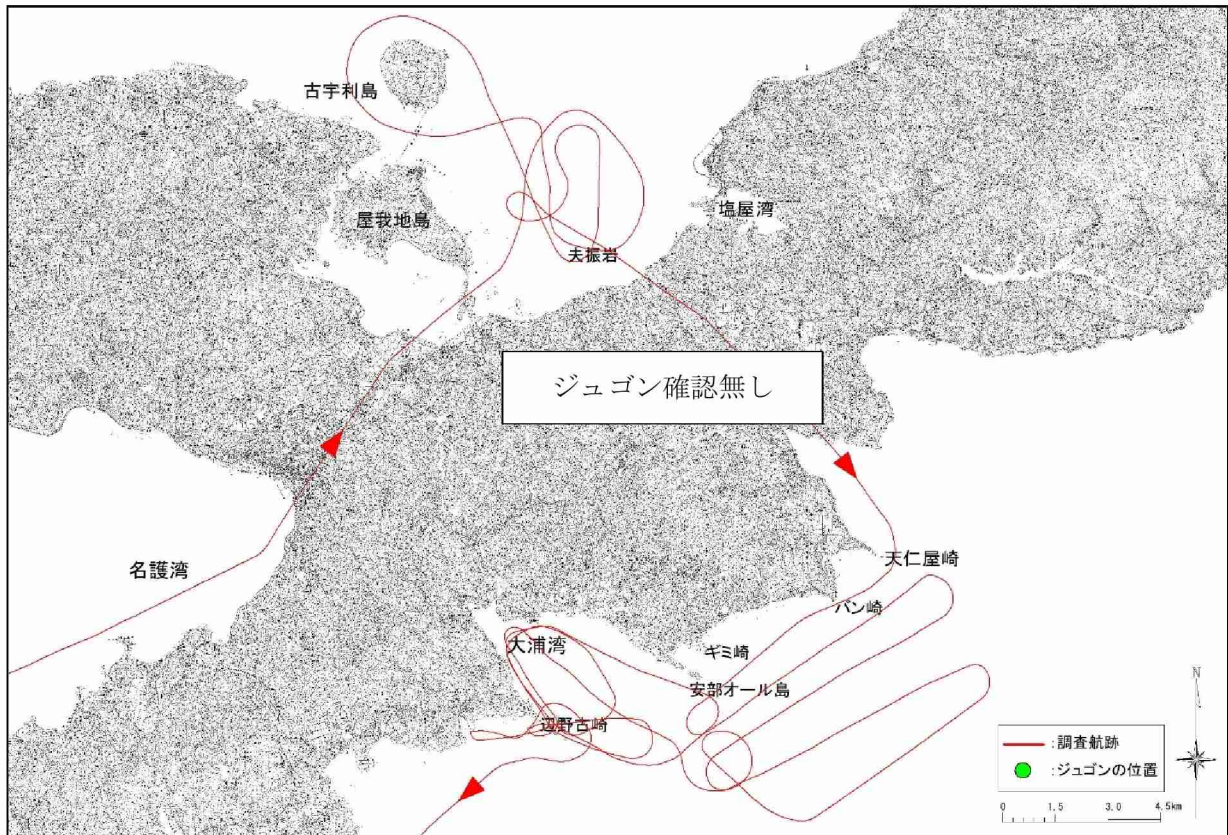 古宇利島
屋我地島
塩屋湾
夫振岩
ジュゴン確認無し
名護湾
天仁屋崎
バン崎
ギミ崎
大浦湾
安部オール島
辺野古崎
N
:調査航跡
:ジュゴンの位置
0 1.5 3.0 4.5km